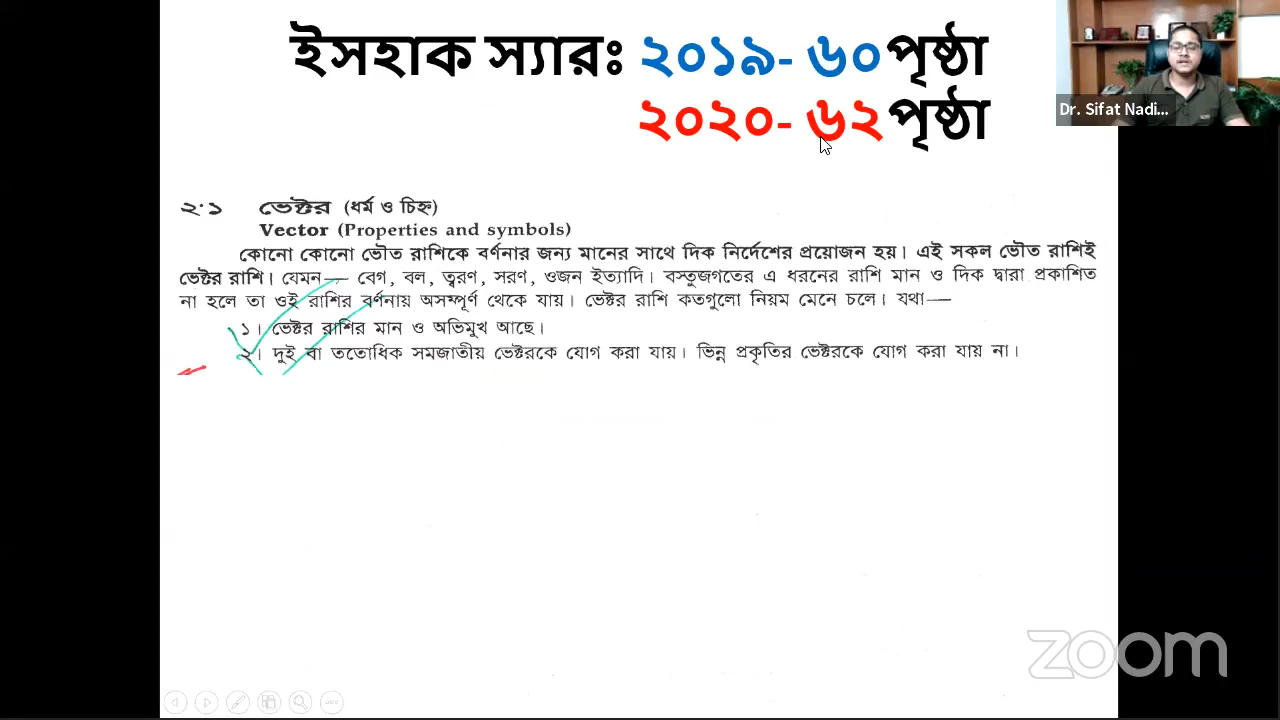 ইসহাক স্যারঃ ২০১৯- ৬০পৃষ্ঠা
২০২০- ৬২পৃষ্ঠা
Dr. Sifat Nadi...
২·১ ভেক্টর (ধর্ম ও চিহ্ন)
Vector (Properties and symbols)
কোনো কোনো ভৌত রাশিকে বর্ণনার জন্য মানের সাথে দিক নির্দেশের প্রয়োজন হয়। এই সকল ভৌত রাশিই
ভেক্টর রাশি। যেমন— বেগ, বল, ত্বরণ, সরণ, ওজন ইত্যাদি। বস্তুজগতের এ ধরনের রাশি মান ও দিক দ্বারা প্রকাশিত
না হলে তা ওই রাশির বর্ণনায় অসম্পূর্ণ থেকে যায়। ভেক্টর রাশি কতগুলো নিয়ম মেনে চলে। যথা—
১। ভেক্টর রাশির মান ও অভিমুখ আছে।
২। দুই বা ততোধিক সমজাতীয় ভেক্টরকে যোগ করা যায়। ভিন্ন প্রকৃতির ভেক্টরকে যোগ করা যায় না।
zoom